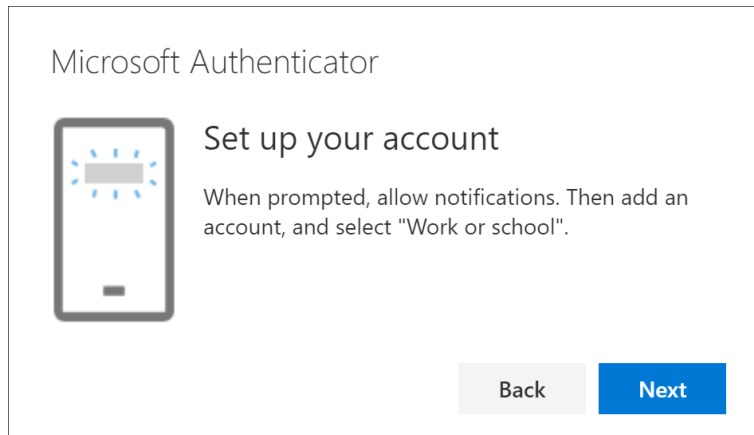 Microsoft Authenticator
Set up your account
When prompted, allow notifications. Then add an
account, and select "Work or school".
Back
Next